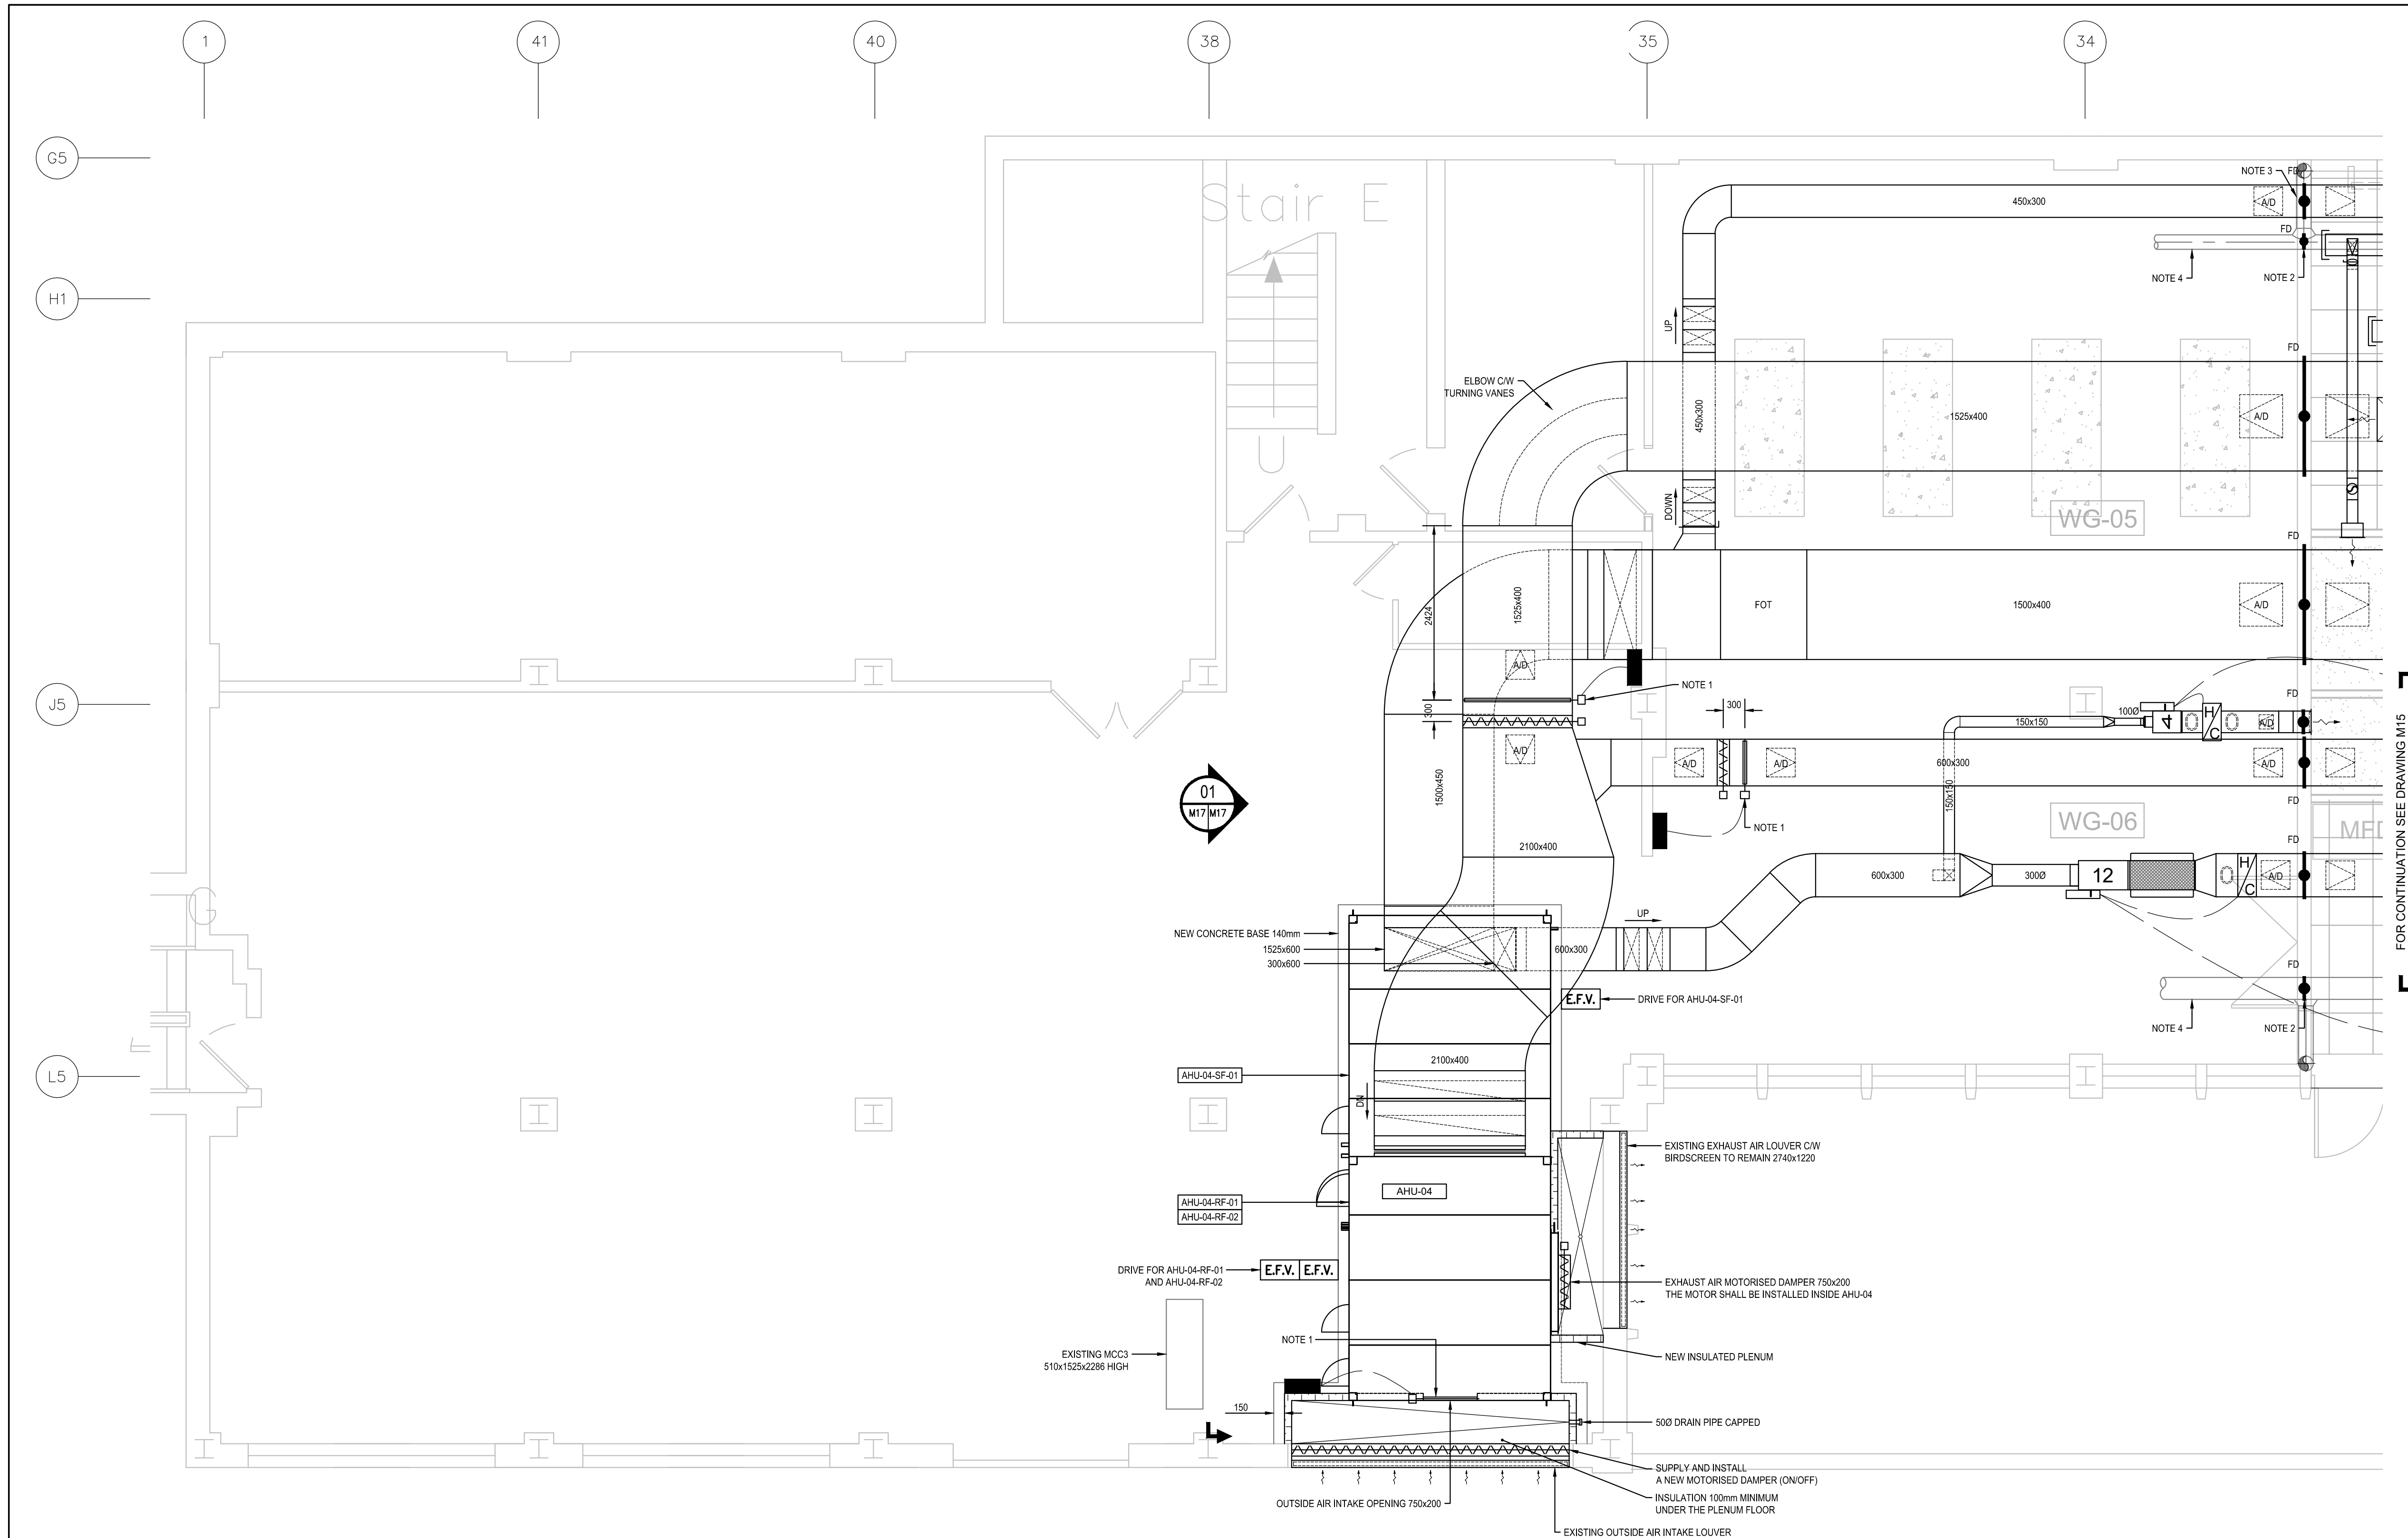 1
41
40
38
35
34
G5
H1
J5
L5
Stair E
U
G
NOTE 3
FD
450x300
A/D
FD
NOTE 4
NOTE 2
UP
FD
ELBOW C/W
TURNING VANES
450x300
1525x400
A/D
DOWN
WG-05
FD
2424
1525x400
FOT
1500x400
A/D
A/D
NOTE 1
300
300
FD
100Ø
150x150
4
H
C
A/D
A/D
1500x450
A/D
A/D
600x300
A/D
150x150
NOTE 1
FD
01
M17 M17
WG-06
FD
2100x400
600x300
300Ø
12
H
C
A/D
UP
NEW CONCRETE BASE 140mm
1525x600
300x600
600x300
FD
E.F.V.
DRIVE FOR AHU-04-SF-01
NOTE 4
NOTE 2
2100x400
AHU-04-SF-01
DN
EXISTING EXHAUST AIR LOUVER C/W
BIRDSCREEN TO REMAIN 2740x1220
AHU-04
AHU-04-RF-01
AHU-04-RF-02
DRIVE FOR AHU-04-RF-01
AND AHU-04-RF-02
E.F.V. E.F.V.
EXHAUST AIR MOTORISED DAMPER 750x200
THE MOTOR SHALL BE INSTALLED INSIDE AHU-04
NOTE 1
EXISTING MCC3
510x1525x2286 HIGH
NEW INSULATED PLENUM
150
50Ø DRAIN PIPE CAPPED
SUPPLY AND INSTALL
A NEW MOTORISED DAMPER (ON/OFF)
OUTSIDE AIR INTAKE OPENING 750x200
INSULATION 100mm MINIMUM
UNDER THE PLENUM FLOOR
EXISTING OUTSIDE AIR INTAKE LOUVER
FOR CONTINUATION SEE DRAWING M15